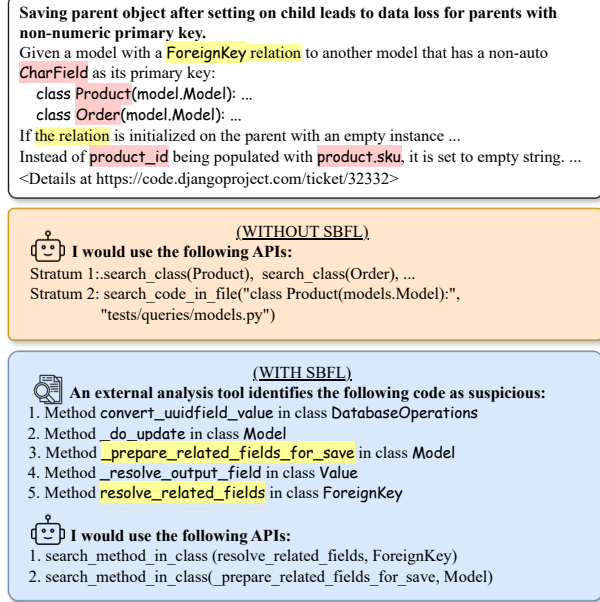 Saving parent object after setting on child leads to data loss for parents with
non-numeric primary key.
Given a model with a ForeignKey relation to another model that has a non-auto
CharField as its primary key:
class Product(model.Model): ...
class Order(model.Model): ...
If the relation is initialized on the parent with an empty instance ...
Instead of product_id being populated with product.sku, it is set to empty string. ...
<Details at https://code.djangoproject.com/ticket/32332>
(WITHOUT SBFL)
I would use the following APIs:
Stratum 1:.search_class(Product), search_class(Order), ...
Stratum 2: search_code_in_file("class Product(models.Model):",
"tests/queries/models.py")
(WITH SBFL)
An external analysis tool identifies the following code as suspicious:
1. Method convert_uuidfield_value in class DatabaseOperations
2. Method _do_update in class Model
3. Method _prepare_related_fields_for_save in class Model
4. Method _resolve_output_field in class Value
5. Method resolve_related_fields in class ForeignKey
I would use the following APIs:
1. search_method_in_class (resolve_related_fields, ForeignKey)
2. search_method_in_class(_prepare_related_fields_for_save, Model)